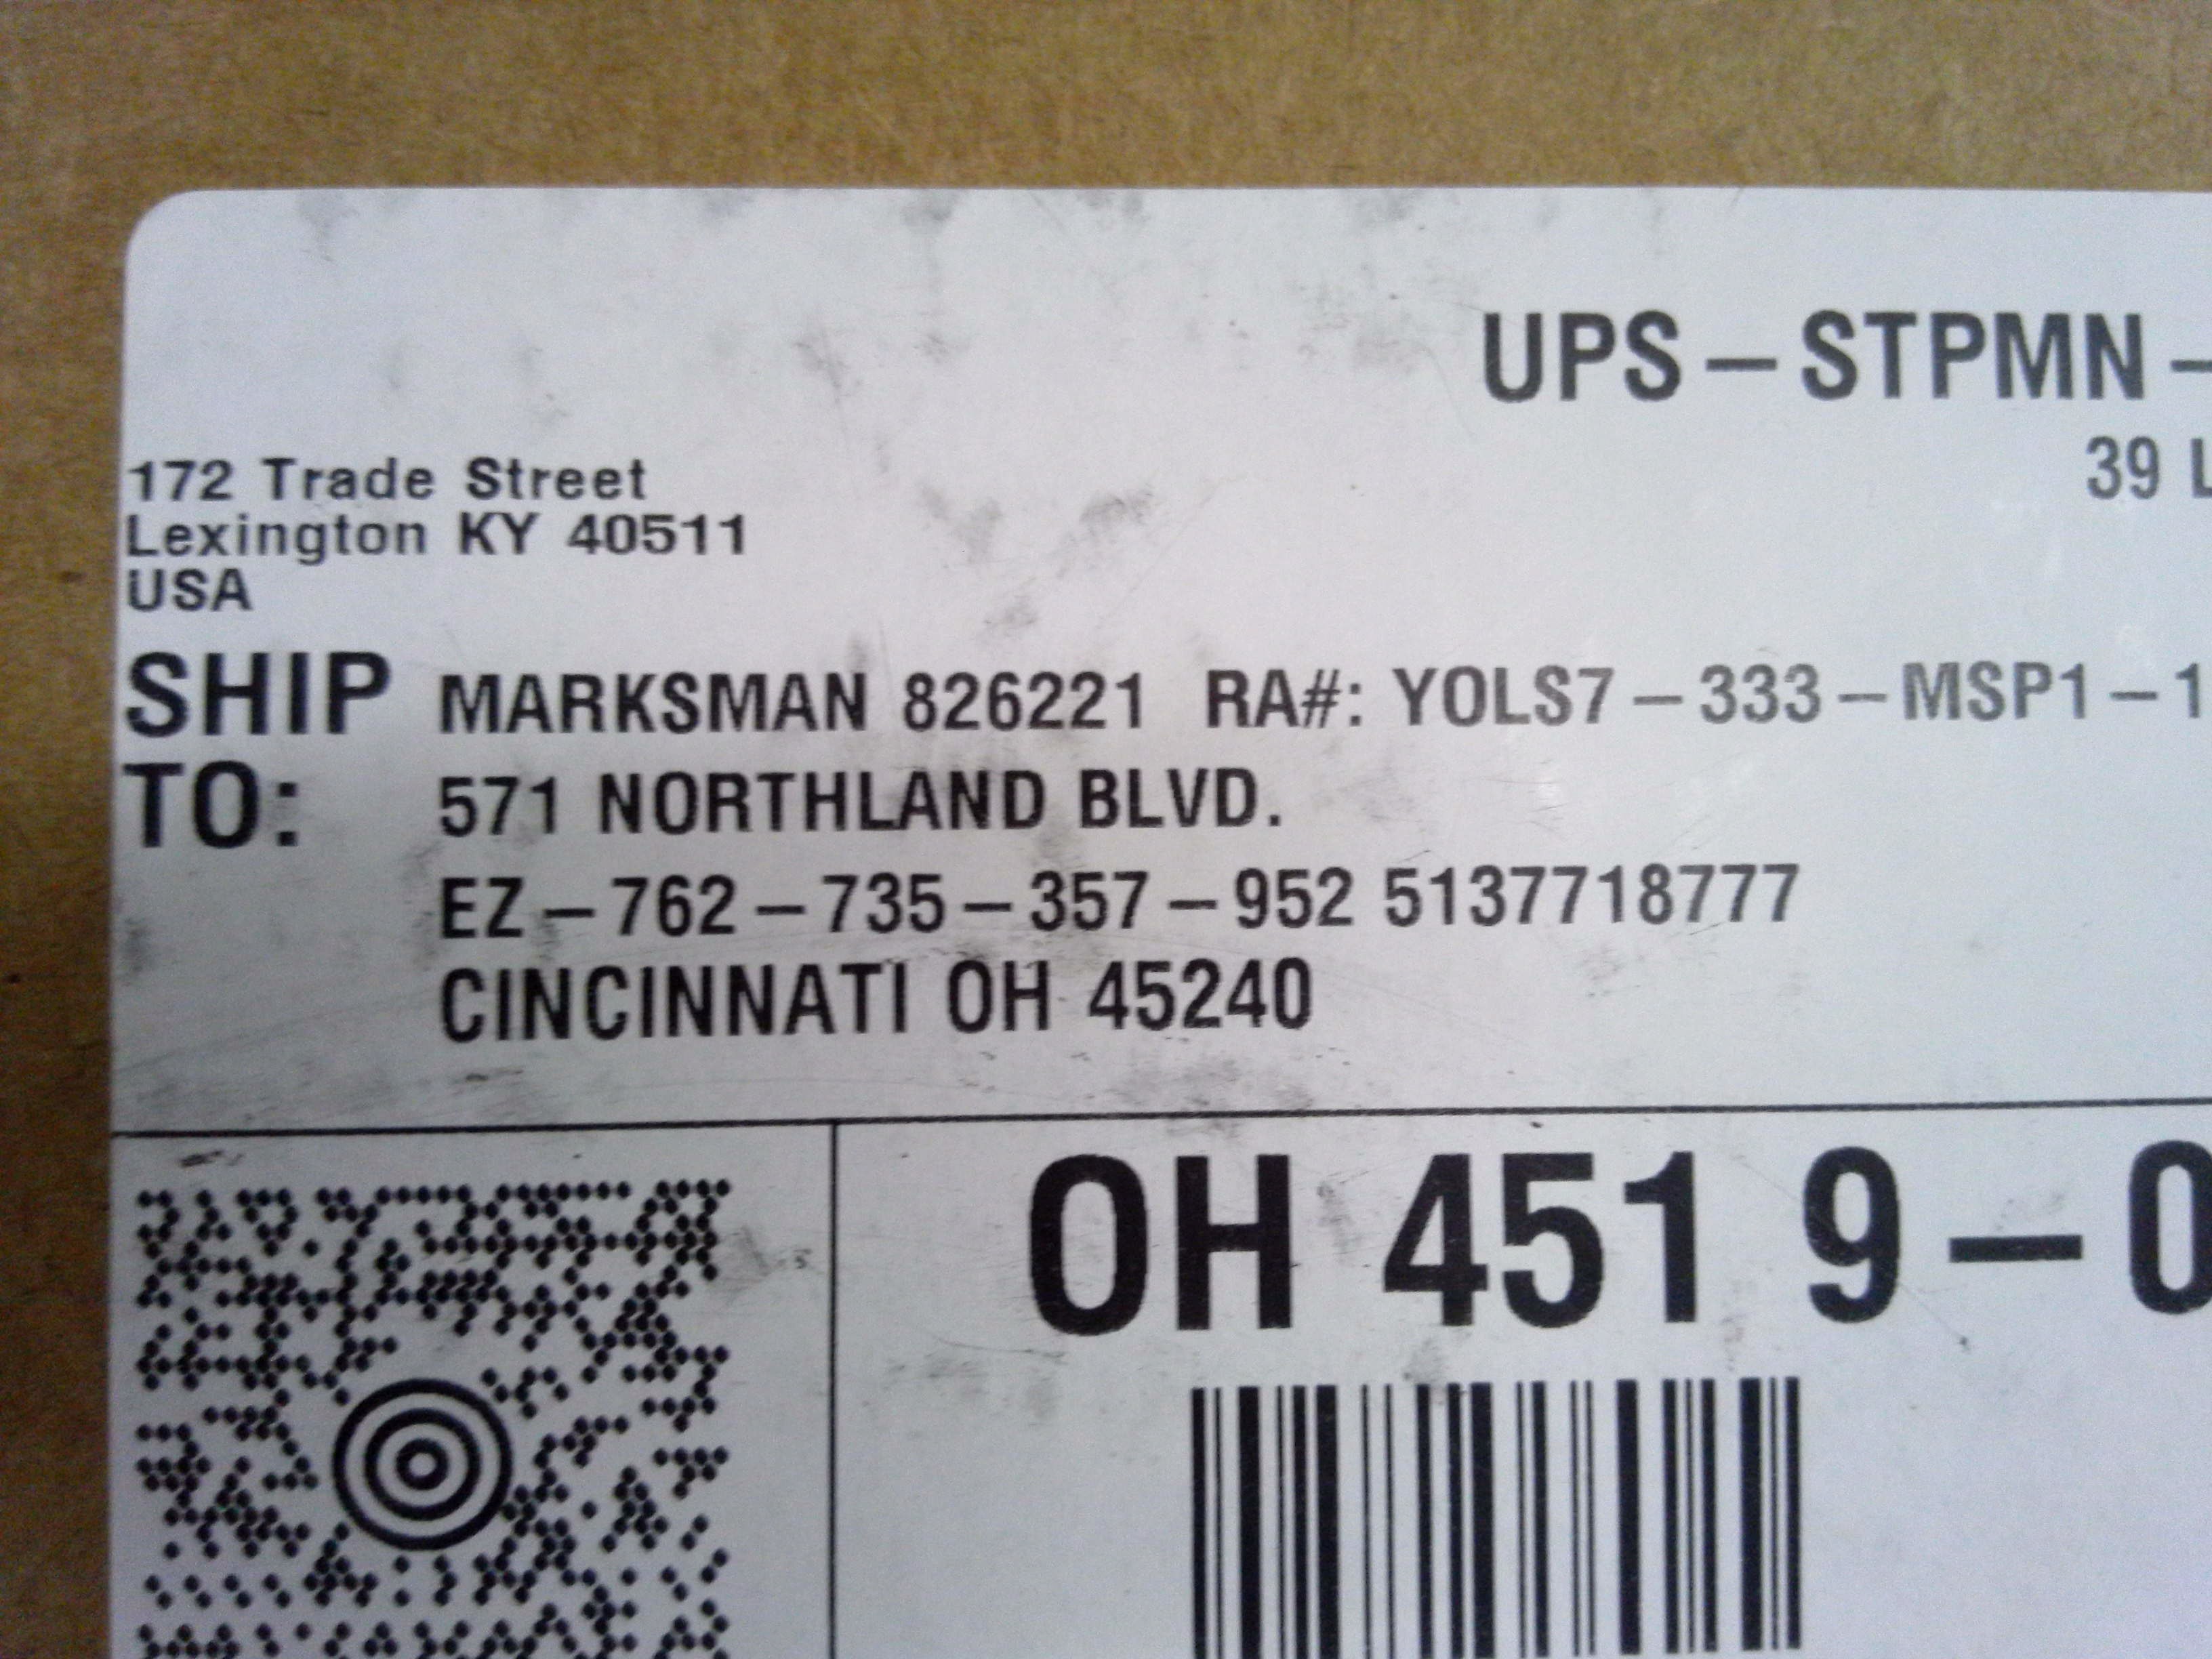 UPS – STPMN –
39 L
172 Trade Street
Lexington KY 40511
USA
SHIP TO: MARKSMAN 826221 RA#: YOLS7 – 333 – MSP1 – 1
571 NORTHLAND BLVD.
EZ – 762 – 735 – 357 – 952 5137718777
CINCINNATI OH 45240
OH 451 9 – 0